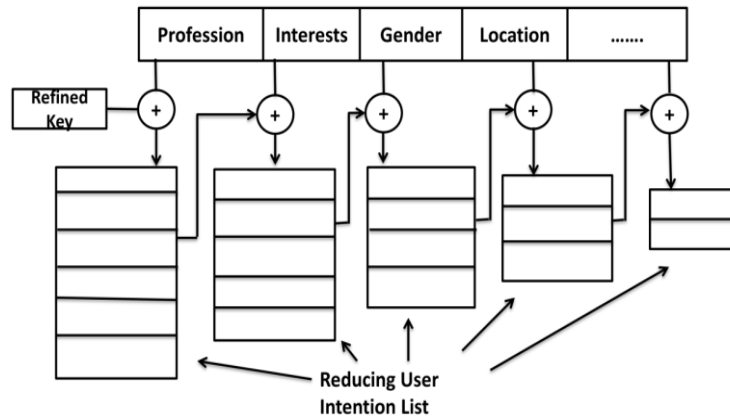 Profession Interests Gender Location .......
Refined
Key
+ + + + +
Reducing User
Intention List